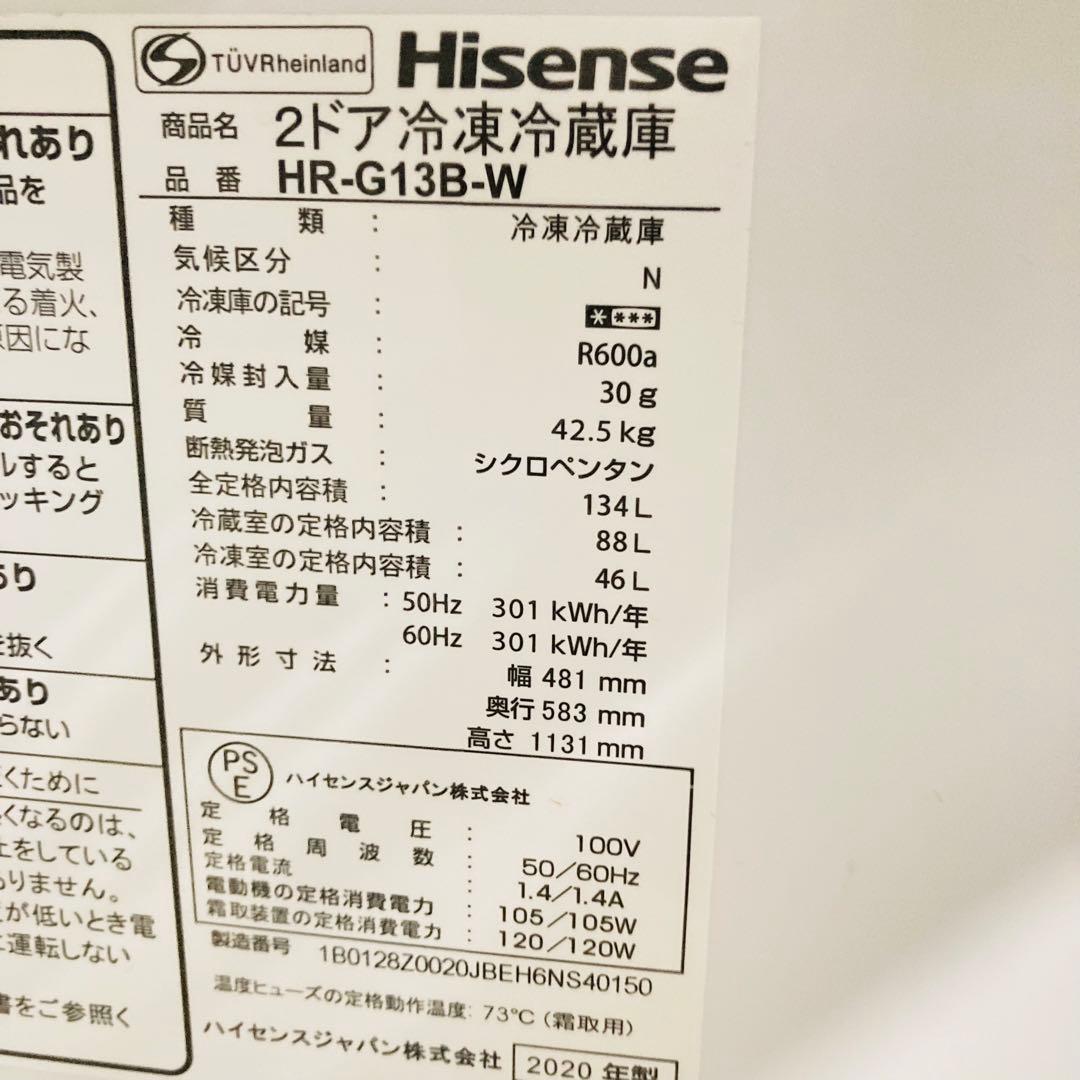 れあり
品を
電気製
る着火、
因にな
おそれあり
ルすると
ッキング
あり
を抜く
あり
らない
くために
くなるのは、
止をしている
ありません。
が低いとき電
運転しない
書をご参照く
TÜVRheinland
Hisense
商品名 2ドア冷凍冷蔵庫
品番 HR-G13B-W
種類 : 冷凍冷蔵庫
気候区分 : N
冷凍庫の記号 : ****
冷媒 : R600a
冷媒封入量 : 30g
質量 : 42.5kg
断熱発泡ガス : シクロペンタン
全定格内容積 : 134L
冷蔵室の定格内容積 : 88L
冷凍室の定格内容積 : 46L
消費電力量 : 50Hz 301 kWh/年
60Hz 301 kWh/年
外形寸法 : 幅 481 mm
奥行 583 mm
高さ 1131mm
PS
E
ハイセンスジャパン株式会社
定格電圧 : 100V
定格周波数 : 50/60Hz
定格電流 : 1.4/1.4A
電動機の定格消費電力 : 105/105W
霜取装置の定格消費電力 : 120/120W
製造番号 1B0128Z0020JBEH6NS40150
温度ヒューズの定格動作温度: 73℃(霜取用)
ハイセンスジャパン株式会社 2020 年製